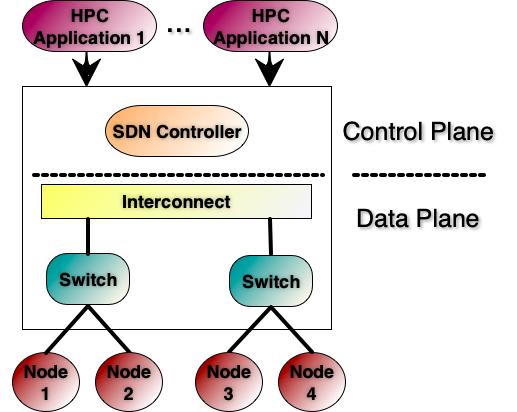 HPC
Application 1
...
HPC
Application N
SDN Controller
Control Plane
Interconnect
Data Plane
Switch
Switch
Node
1
Node
2
Node
3
Node
4